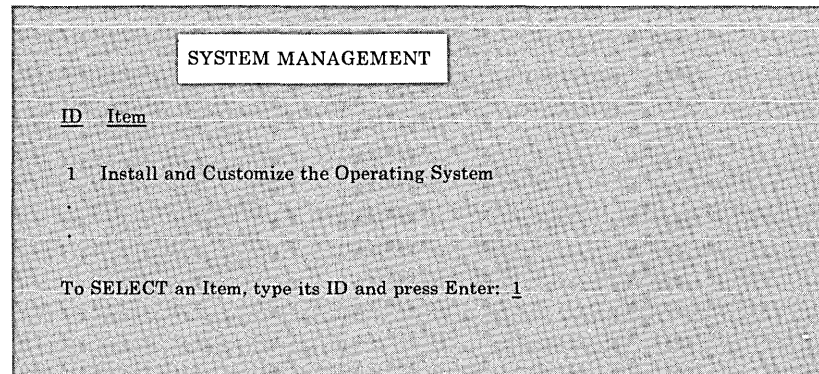 SYSTEM MANAGEMENT
ID Item
1 Install and Customize the Operating System
.
.
To SELECT an Item, type its ID and press Enter: 1